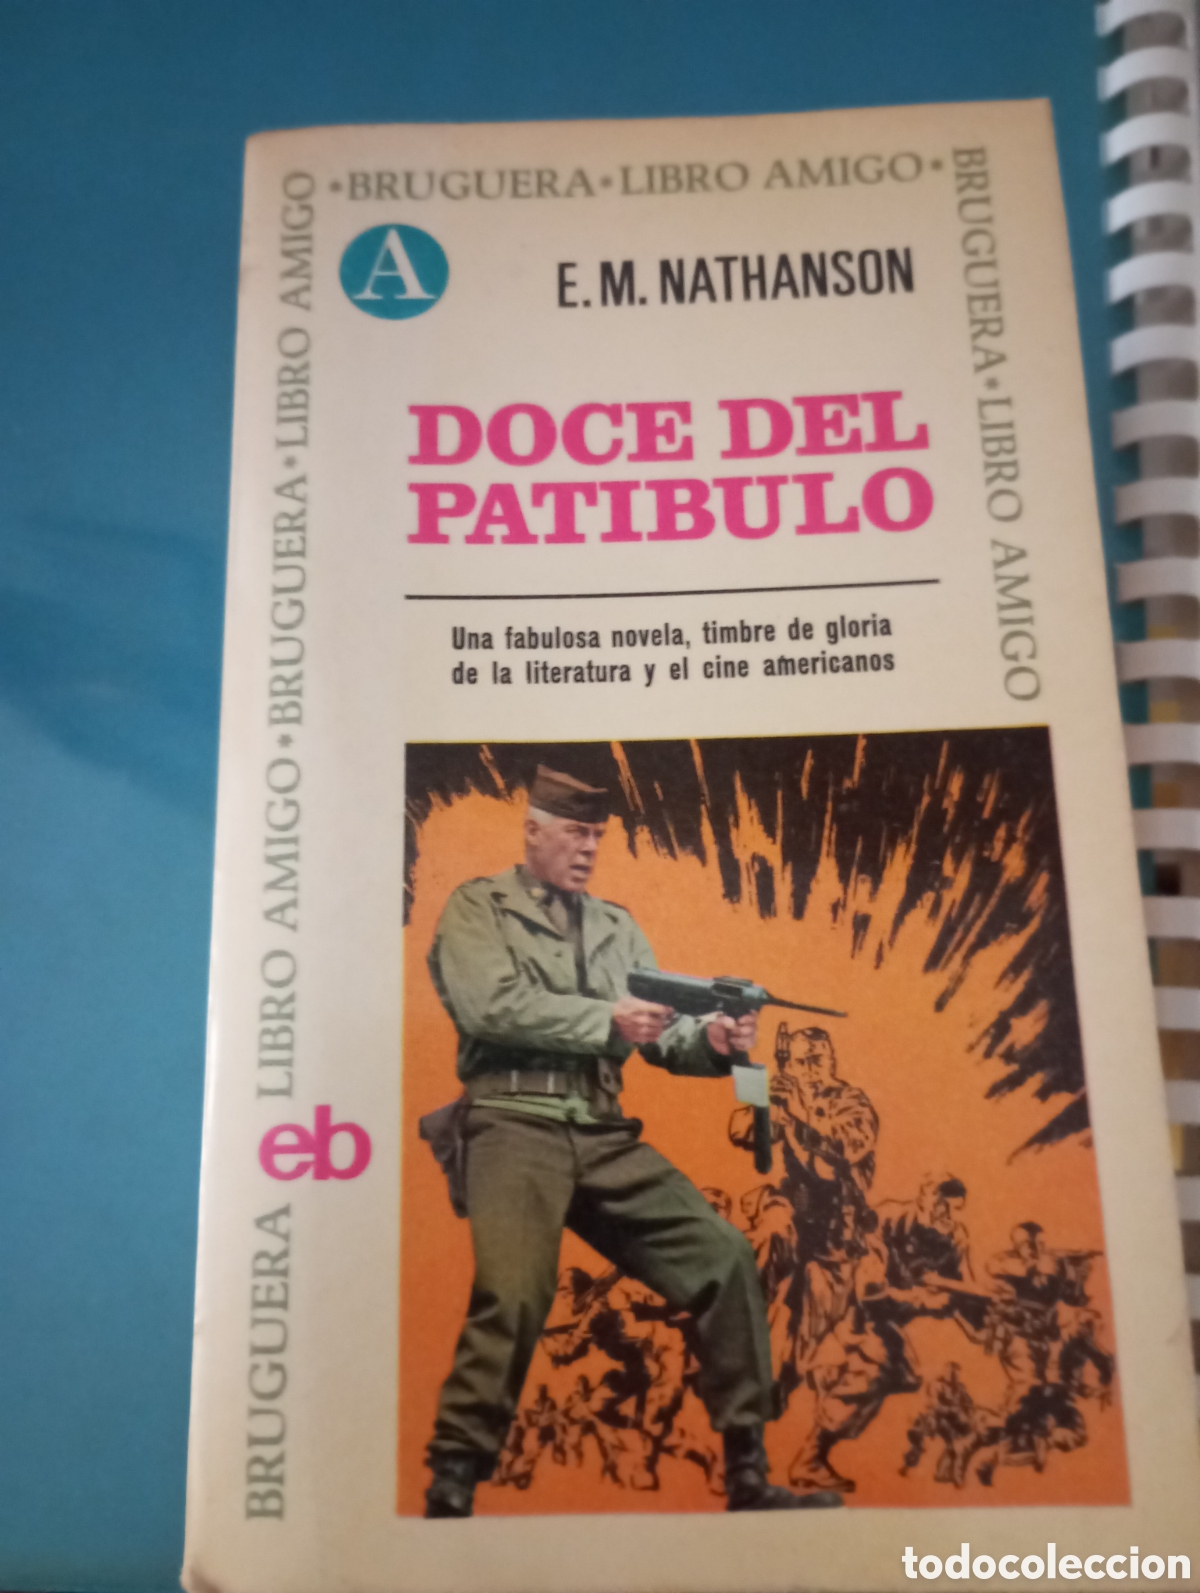 •BRUGUERA•LIBRO AMIGO•
BRUGUERA•LIBRO AMIGO
BRUGUERA LIBRO AMIGO•BRUGUERA•LIBRO AMIGO
A
E. M. NATHANSON
DOCE DEL
PATIBULO
Una fabulosa novela, timbre de gloria
de la literatura y el cine americanos
eb
todocoleccion